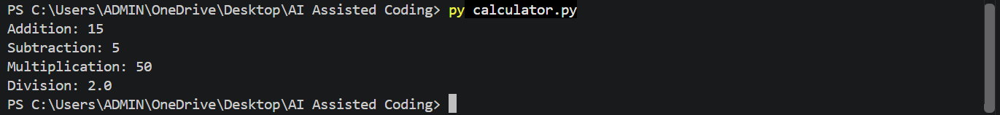 PS C:\Users\ADMIN\OneDrive\Desktop\AI Assisted Coding> py calculator.py
Addition: 15
Subtraction: 5
Multiplication: 50
Division: 2.0
PS C:\Users\ADMIN\OneDrive\Desktop\AI Assisted Coding>